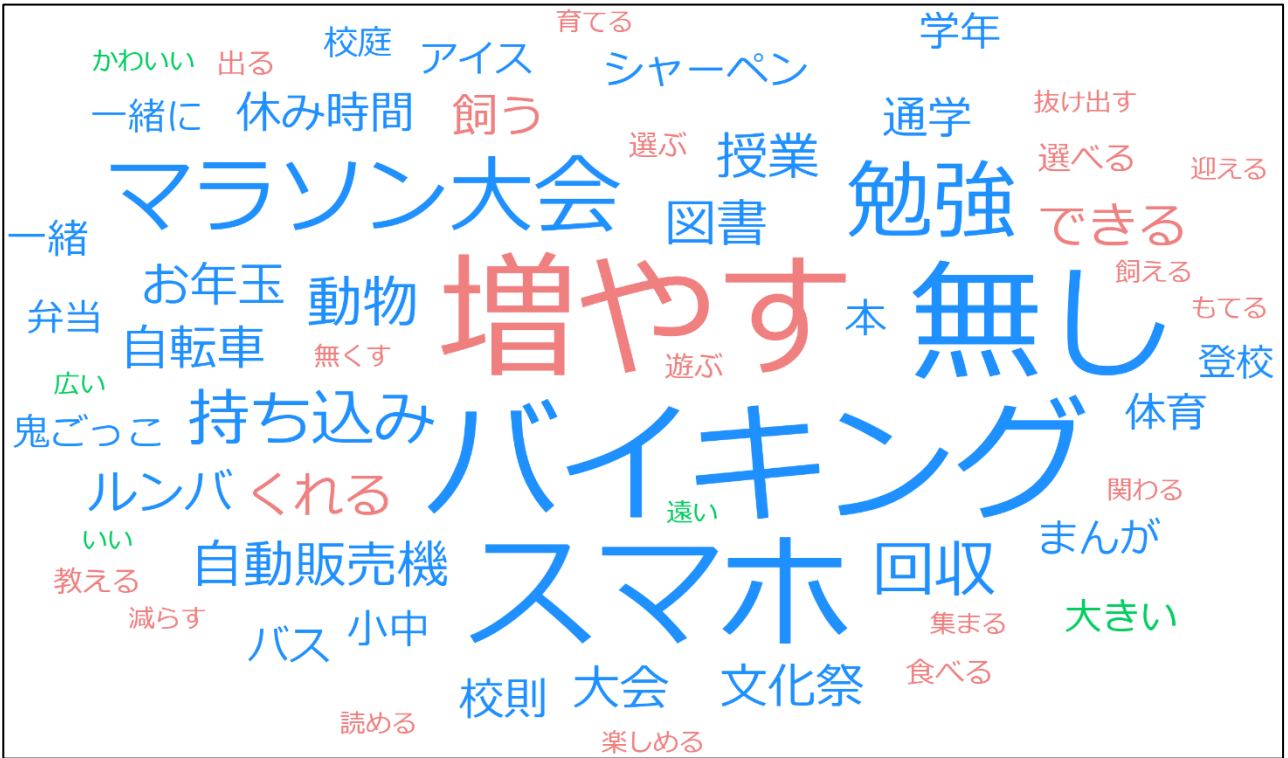 育てる
学年
校庭
アイス
かわいい
出る
シャーペン
一緒に
休み時間
飼う
通学
抜け出す
選ぶ
授業
選べる
迎える
マラソン大会
勉強
図書
できる
一緒
お年玉
動物
増やす
本
無し
飼える
弁当
もてる
自転車
無くす
遊ぶ
登校
広い
鬼ごっこ
持ち込み
バイキング
体育
ルンバ
くれる
遠い
関わる
いい
まんが
教える
自動販売機
スマホ
回収
減らす
バス
小中
集まる
大きい
校則
大会
文化祭
食べる
読める
楽しめる